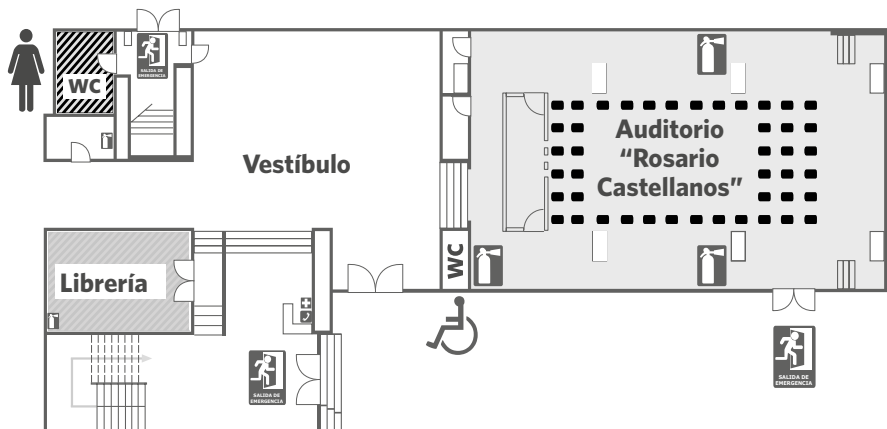 SALIDA DE
EMERGENCIA
WC
Vestíbulo
Auditorio
“Rosario
Castellanos”
WC
Librería
SALIDA DE
EMERGENCIA
SALIDA DE
EMERGENCIA